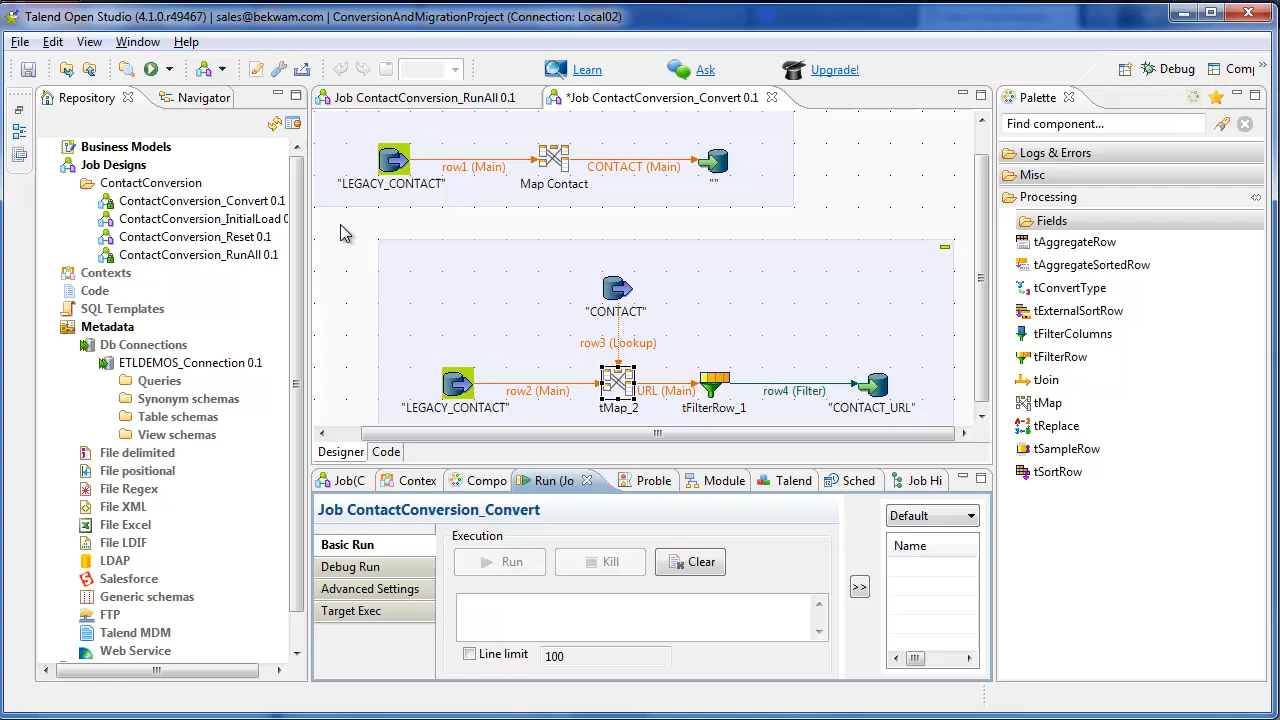 Talend Open Studio (4.1.0.r49467) | sales@bekwam.com | ConversionAndMigrationProject (Connection: Local02)
File Edit View Window Help
Learn Ask Upgrade! Debug Comp
Repository Navigator
Job ContactConversion_RunAll 0.1 *Job ContactConversion_Convert 0.1
Palette
Find component...
Business Models
Job Designs
ContactConversion
ContactConversion_Convert 0.1
ContactConversion_InitialLoad 0
ContactConversion_Reset 0.1
ContactConversion_RunAll 0.1
Contexts
Code
SQL Templates
Metadata
Db Connections
ETLDEMOS_Connection 0.1
Queries
Synonym schemas
Table schemas
View schemas
File delimited
File positional
File Regex
File XML
File Excel
File LDIF
LDAP
Salesforce
Generic schemas
FTP
Talend MDM
Web Service
row1 (Main) CONTACT (Main)
"LEGACY_CONTACT" Map Contact ""
"CONTACT"
row3 (Lookup)
row2 (Main) URL (Main) row4 (Filter)
"LEGACY_CONTACT" tMap_2 tFilterRow_1 "CONTACT_URL"
Designer Code
Job(C Contex Compo Run (Jo Proble Module Talend Sched Job Hi
Job ContactConversion_Convert
Basic Run
Debug Run
Advanced Settings
Target Exec
Execution
Run Kill Clear
Line limit 100
>>
Default
Name
Logs & Errors
Misc
Processing
Fields
tAggregateRow
tAggregateSortedRow
tConvertType
tExternalSortRow
tFilterColumns
tFilterRow
tJoin
tMap
tReplace
tSampleRow
tSortRow